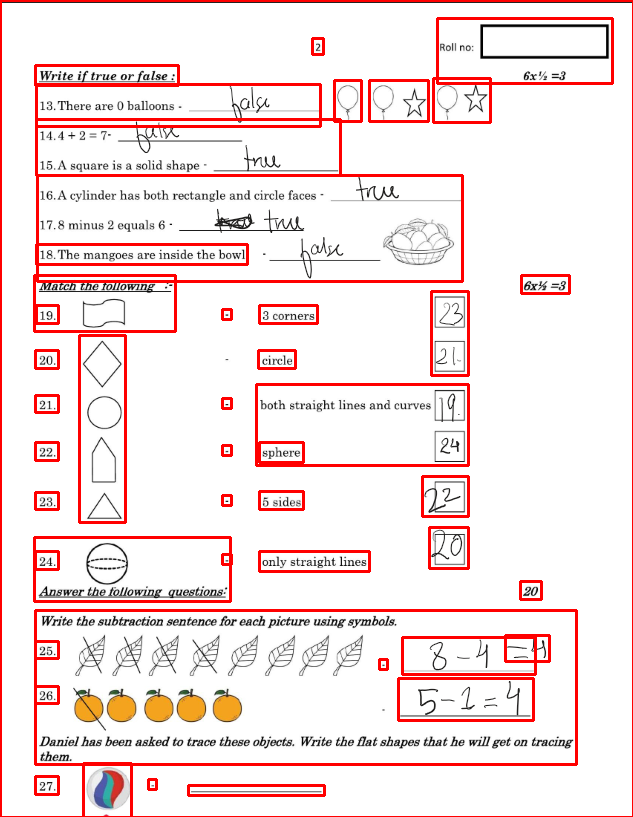 2
Roll no:
Write if true or false : 6x½ =3
13. There are 0 balloons - false
14. 4 + 2 = 7- false
15. A square is a solid shape - true
16. A cylinder has both rectangle and circle faces - true
17. 8 minus 2 equals 6 - true
18. The mangoes are inside the bowl - false
Match the following :- 6x½ =3
19. - 3 corners 23
20. - circle 21
21. - both straight lines and curves 19
22. - sphere 24
23. - 5 sides 22
24. - only straight lines 20
Answer the following questions: 20
Write the subtraction sentence for each picture using symbols.
25. - 8 - 4 = 4
26. - 5 - 1 = 4
Daniel has been asked to trace these objects. Write the flat shapes that he will get on tracing
them.
27. -